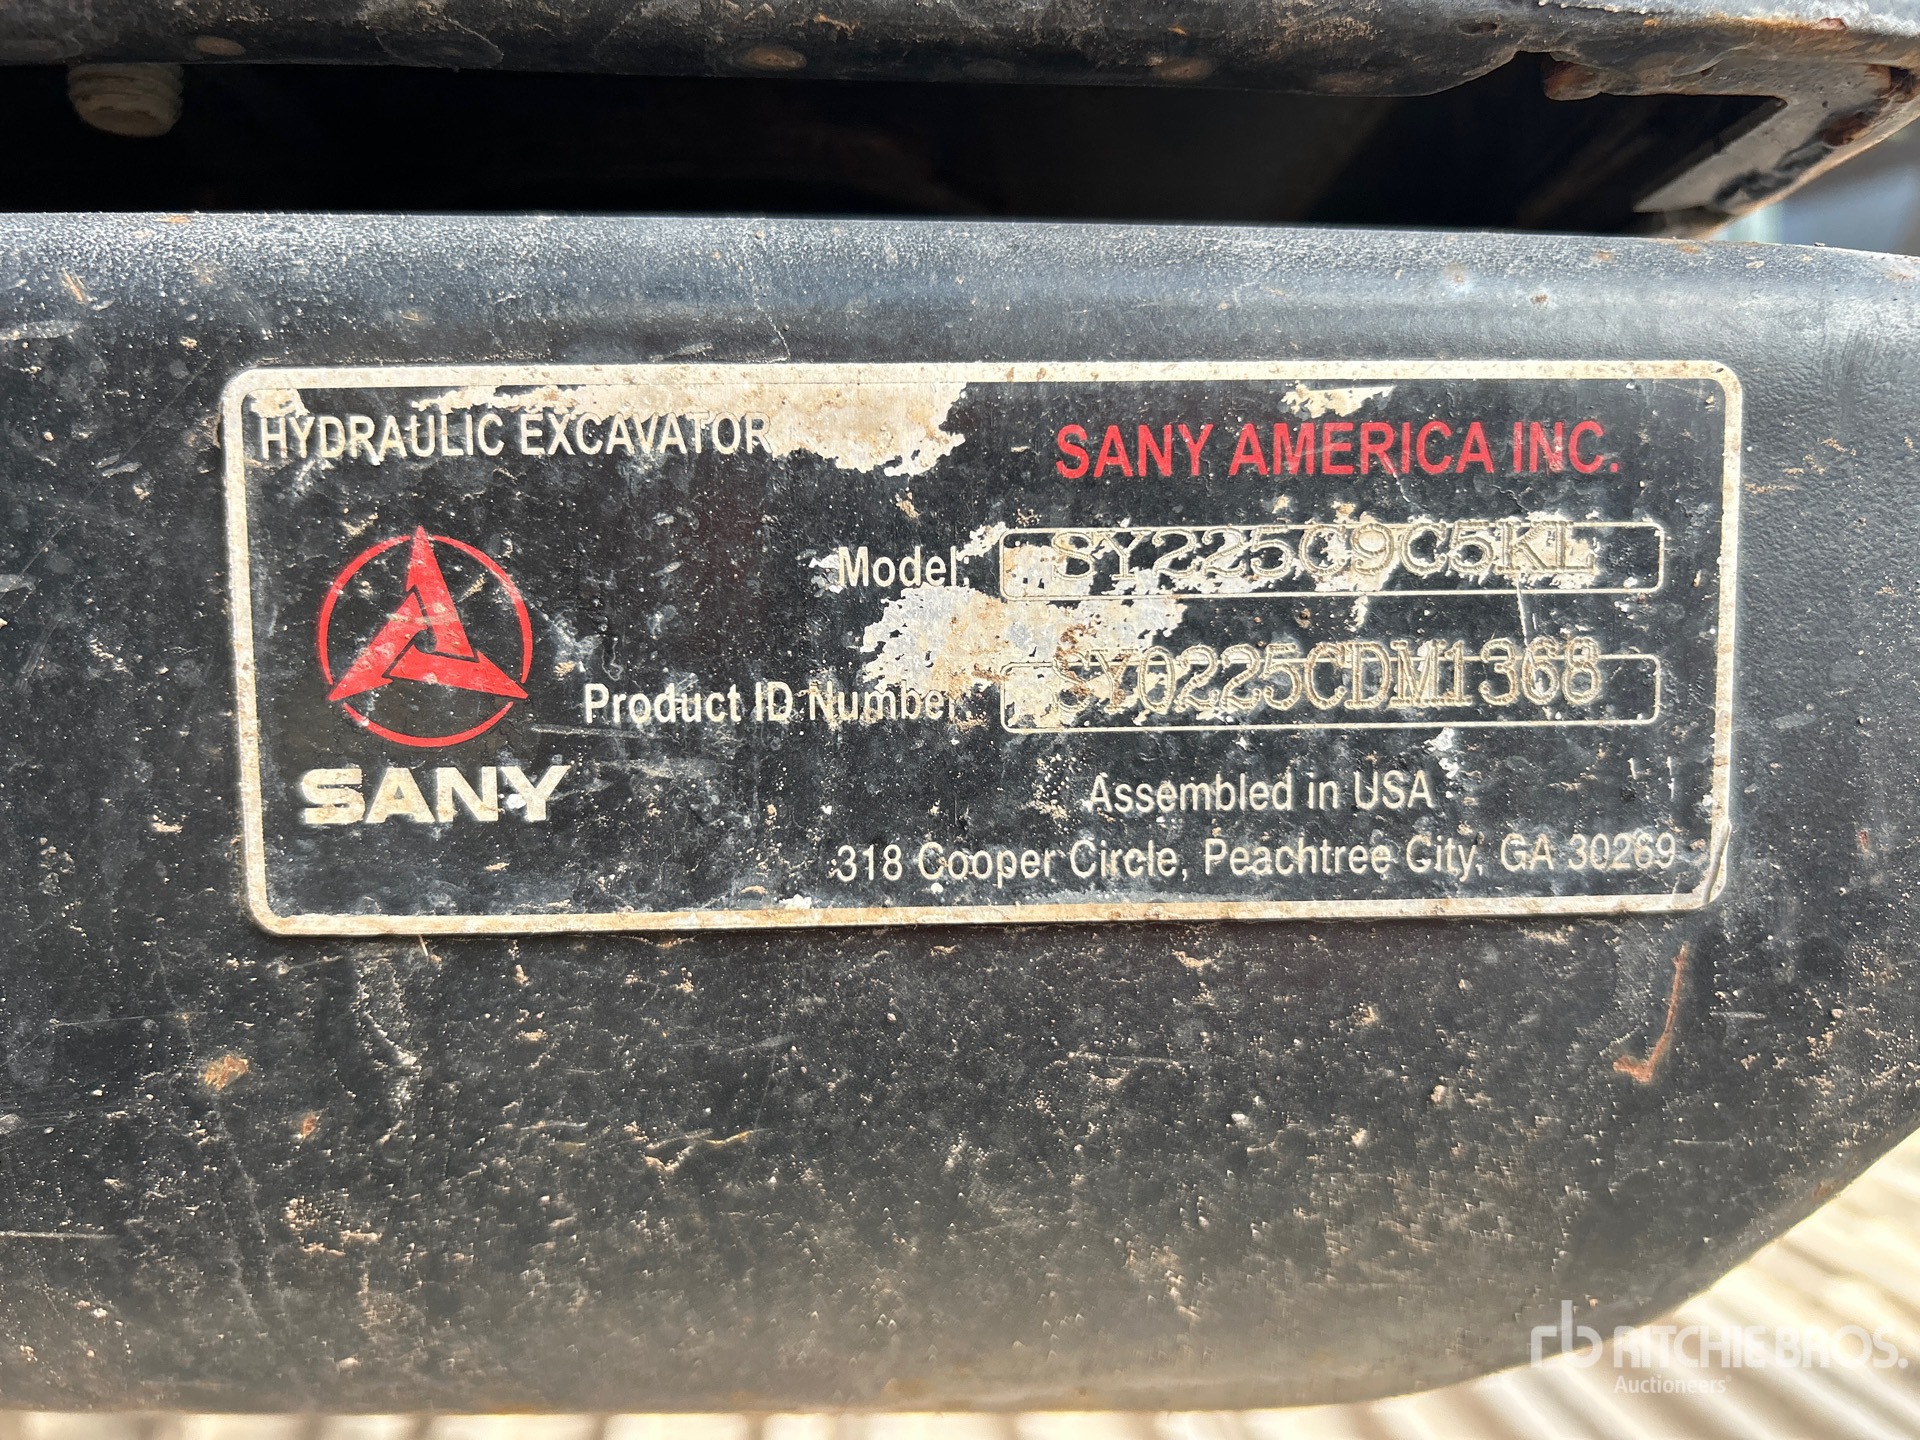 HYDRAULIC EXCAVATOR
SANY AMERICA INC.
Model: SY225C9C5KL
Product ID Number SY0225CDM1368
SANY
Assembled in USA
318 Cooper Circle, Peachtree City, GA 30269
rb RITCHIE BROS.
Auctioneers